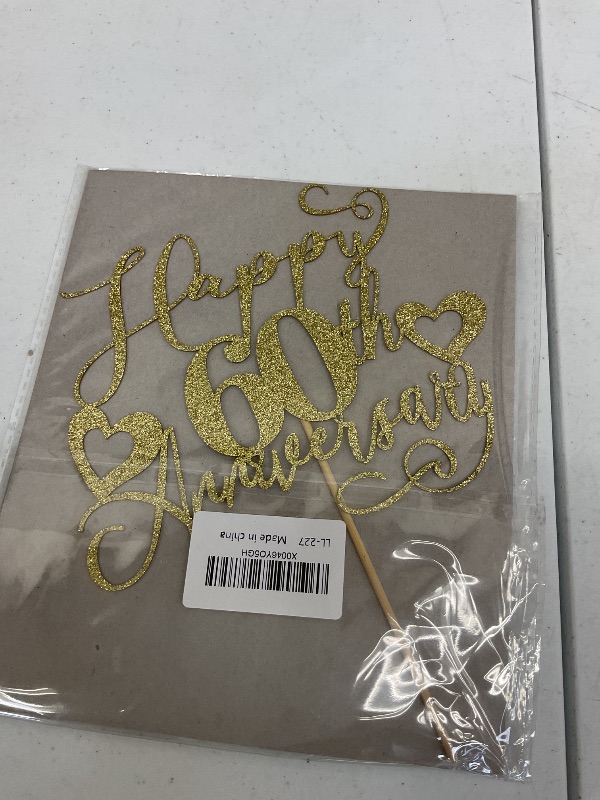 Happy
60th
Anniversary
X0046YO5GH
LL-227 Made in china